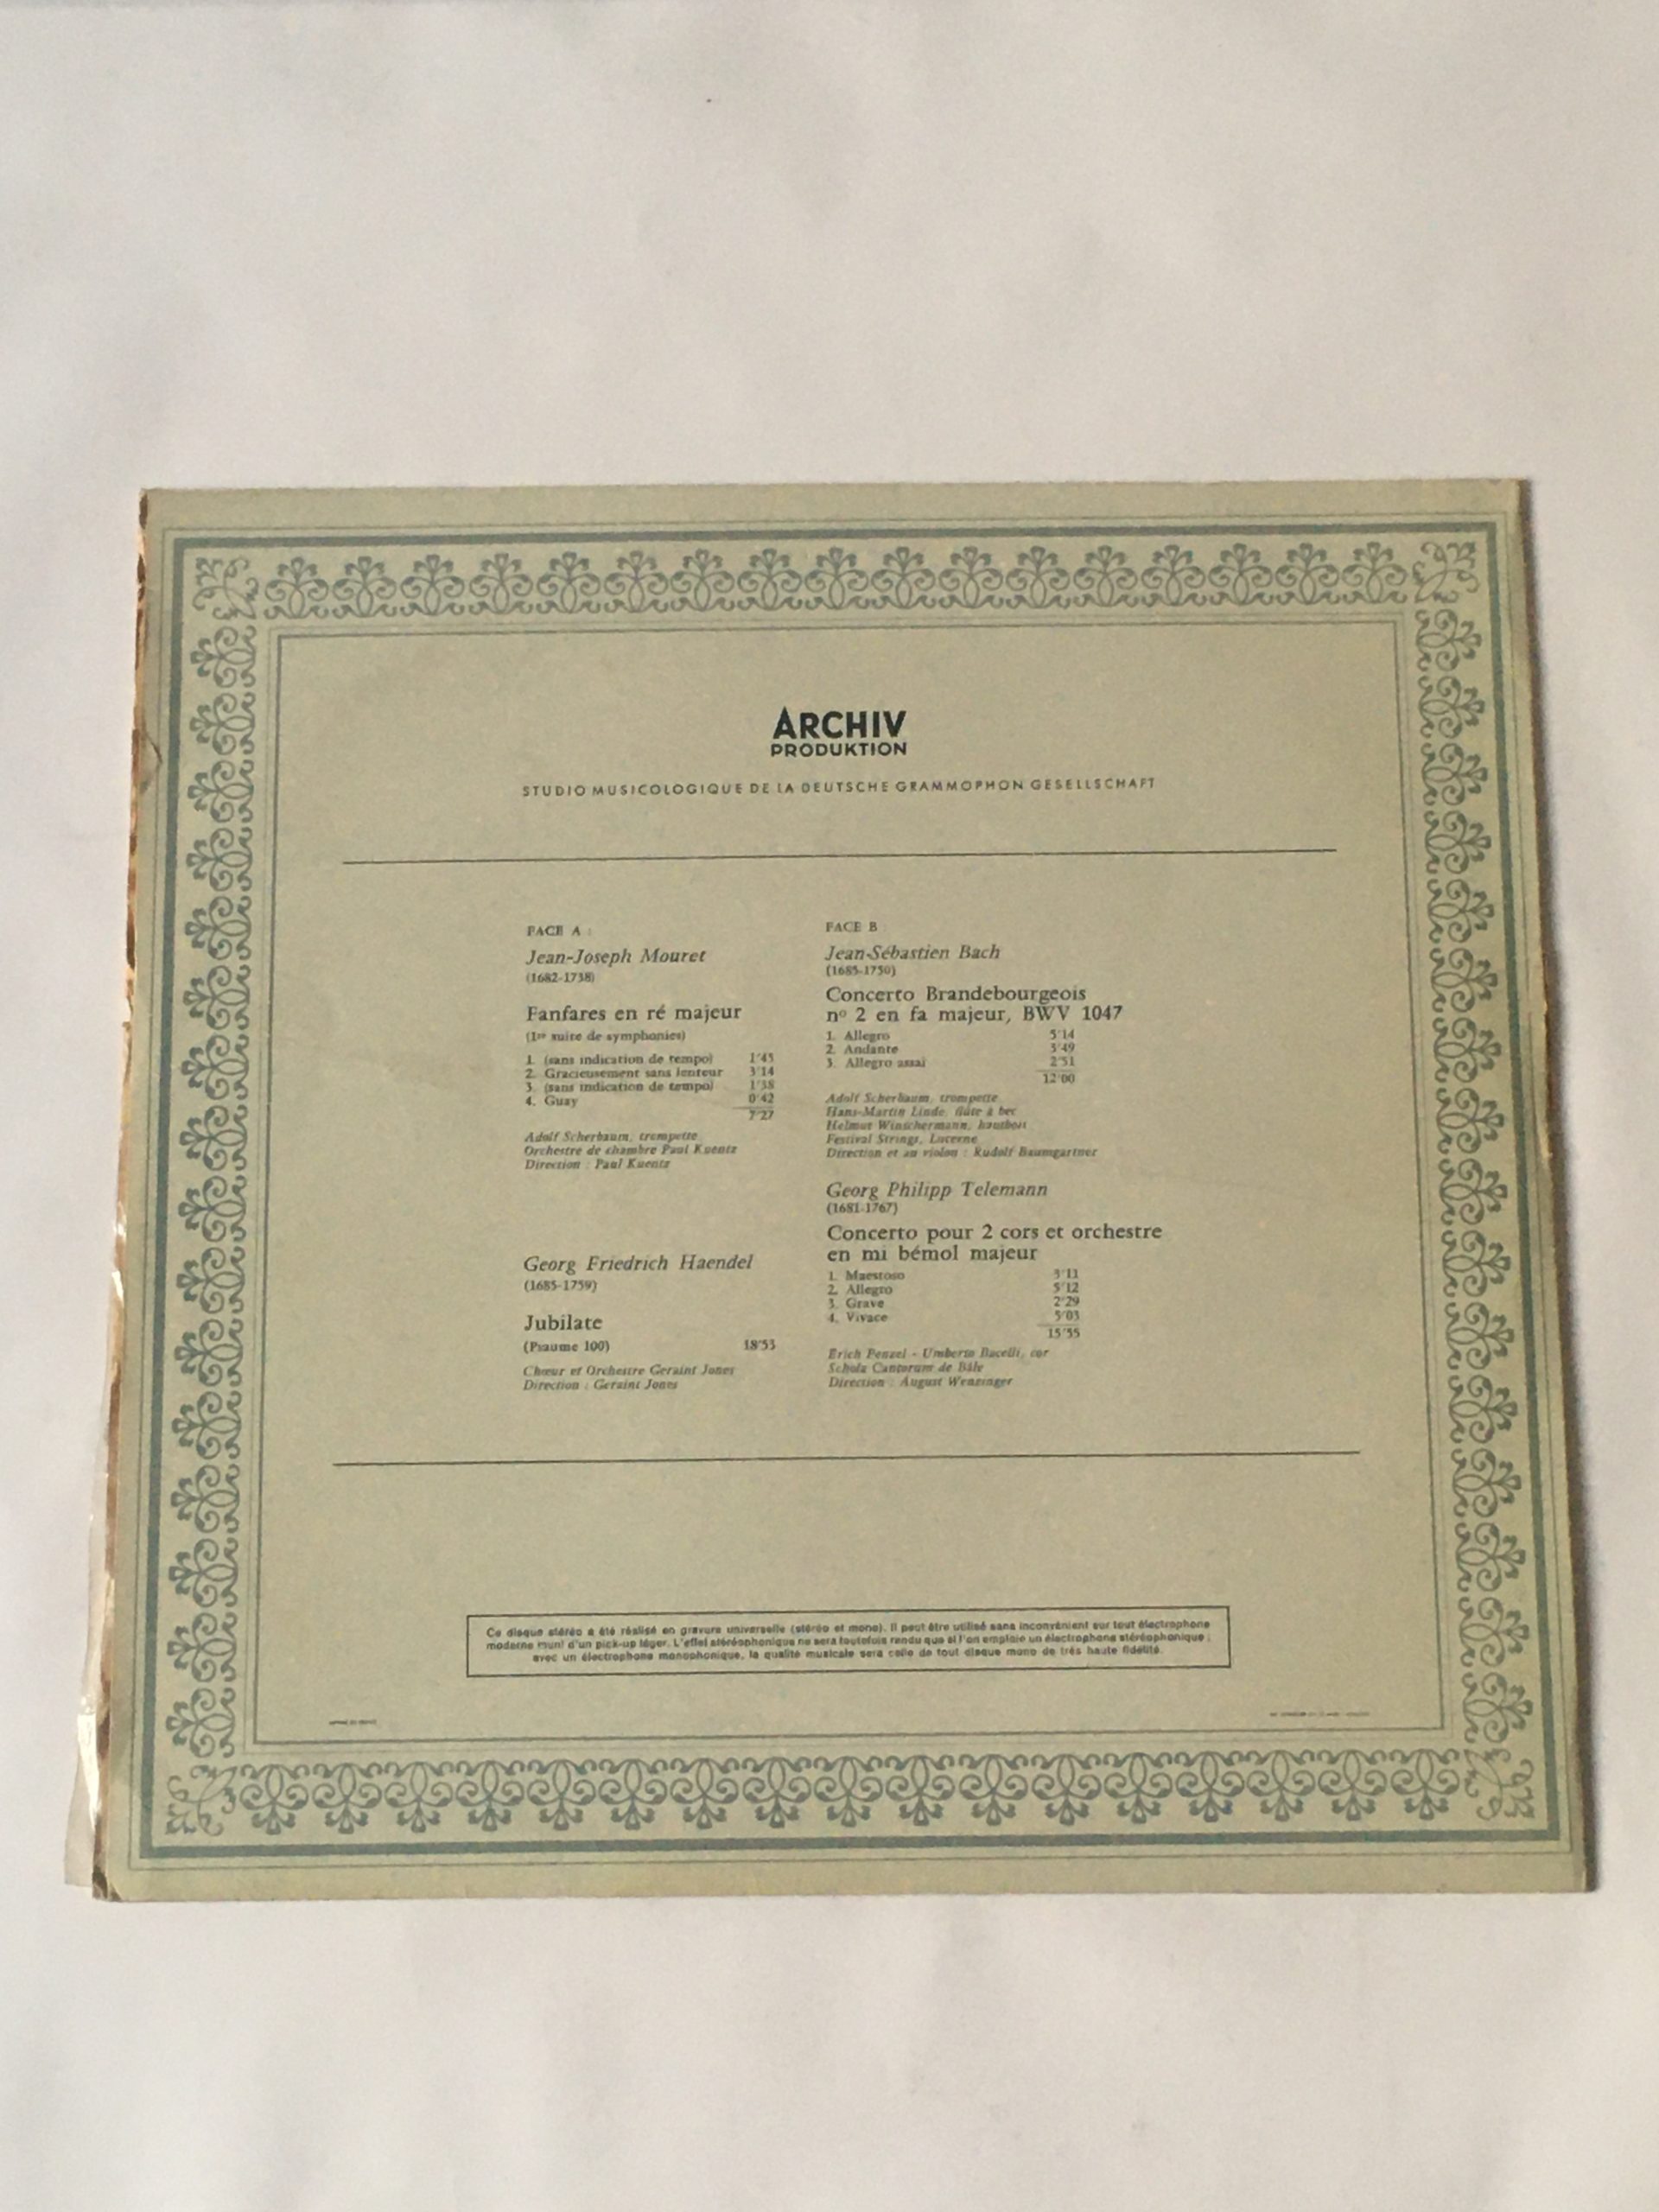 ARCHIV
PRODUKTION
STUDIO MUSICOLOGIQUE DE LA DEUTSCHE GRAMMOPHON GESELLSCHAFT
FACE A :
Jean-Joseph Mouret
(1682-1738)
Fanfares en ré majeur
(1re suite de symphonies)
1. (sans indication de tempo) 1'45
2. Gracieusement sans lenteur 3'14
3. (sans indication de tempo) 1'38
4. Guay 0'42
7'27
Adolf Scherbaum, trompette
Orchestre de chambre Paul Kuentz
Direction : Paul Kuentz
Georg Friedrich Haendel
(1685-1759)
Jubilate
(Psaume 100) 18'53
Chœur et Orchestre Geraint Jones
Direction : Geraint Jones
FACE B
Jean-Sébastien Bach
(1685-1750)
Concerto Brandebourgeois
no 2 en fa majeur, BWV 1047
1. Allegro 5'14
2. Andante 3'49
3. Allegro assai 2'51
12'00
Adolf Scherbaum, trompette
Hans-Martin Linde, flûte à bec
Helmut Winschermann, hautbois
Festival Strings, Lucerne
Direction et au violon : Rudolf Baumgartner
Georg Philipp Telemann
(1681-1767)
Concerto pour 2 cors et orchestre
en mi bémol majeur
1. Maestoso 3'11
2. Allegro 5'12
3. Grave 2'29
4. Vivace 5'03
15'55
Erich Penzel - Umberto Bacelli, cor
Schola Cantorum de Bâle
Direction : August Wenzinger
Ce disque stéréo a été réalisé en gravure universelle (stéréo et mono). Il peut être utilisé sans inconvénient sur tout électrophone
moderne muni d'un pick-up léger. L'effet stéréophonique ne sera toutefois rendu que si l'on emploie un électrophone stéréophonique ;
avec un électrophone monophonique, la qualité musicale sera celle de tout disque mono de très haute fidélité.